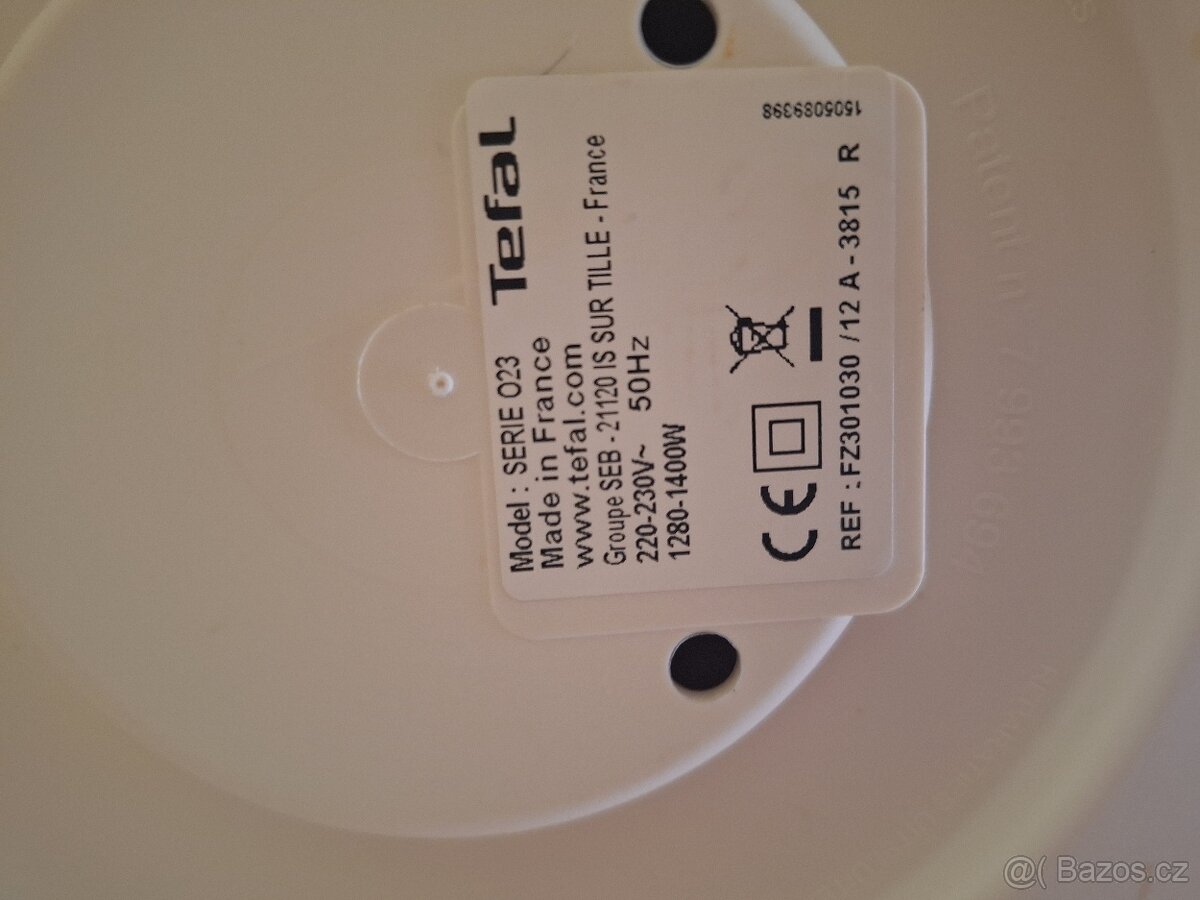 Tefal
Model : SERIE O23
Made in France
www.tefal.com
Groupe SEB - 21120 IS SUR TILLE - France
220-230V~ 50Hz
1280-1400W
CE
REF : FZ301030 /12 A - 3815 R
1505089398
@( Bazos.cz